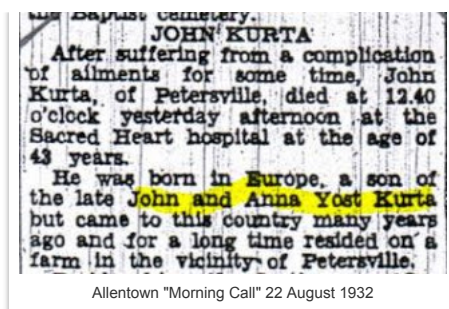 the Baptist cemetery.
JOHN KURTA
After suffering from a complication
of ailments for some time, John
Kurta, of Petersville, died at 12.40
o'clock yesterday afternoon at the
Sacred Heart hospital at the age of
43 years.
He was born in Europe, a son of
the late John and Anna Yost Kurta
but came to this country many years
ago and for a long time resided on a
farm in the vicinity of Petersville.
Allentown "Morning Call" 22 August 1932